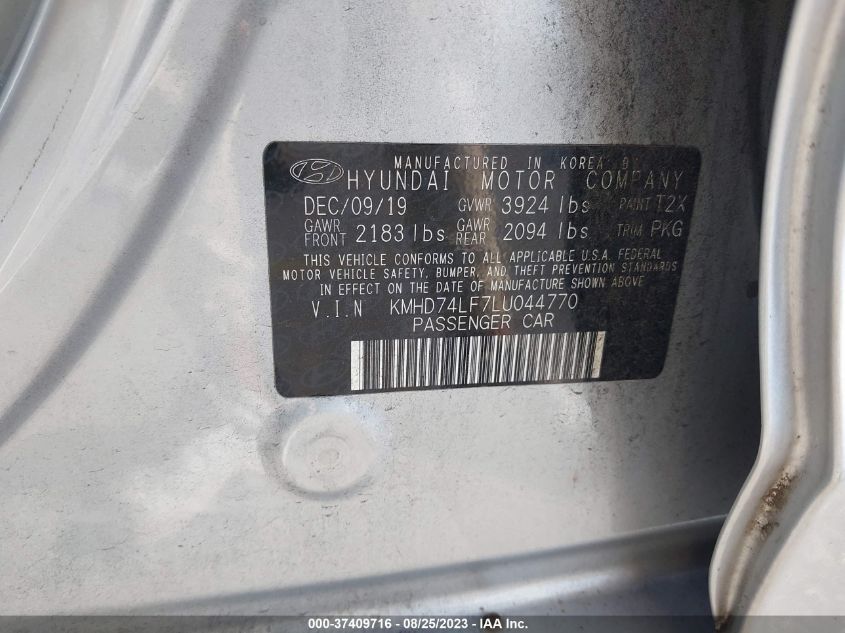 MANUFACTURED IN KOREA B
HYUNDAI MOTOR COMPANY
DEC/09/19 GVWR 3924 lbs PAINT T2X
GAWR FRONT 2183 lbs GAWR REAR 2094 lbs TRIM PKG
THIS VEHICLE CONFORMS TO ALL APPLICABLE U.S.A. FEDERAL
MOTOR VEHICLE SAFETY, BUMPER, AND THEFT PREVENTION STANDARDS
IN EFFECT ON THE DATE OF MANUFACTURE SHOWN ABOVE
V.I.N KMHD74LF7LU044770
PASSENGER CAR
000-37409716 - 08/25/2023 - IAA Inc.